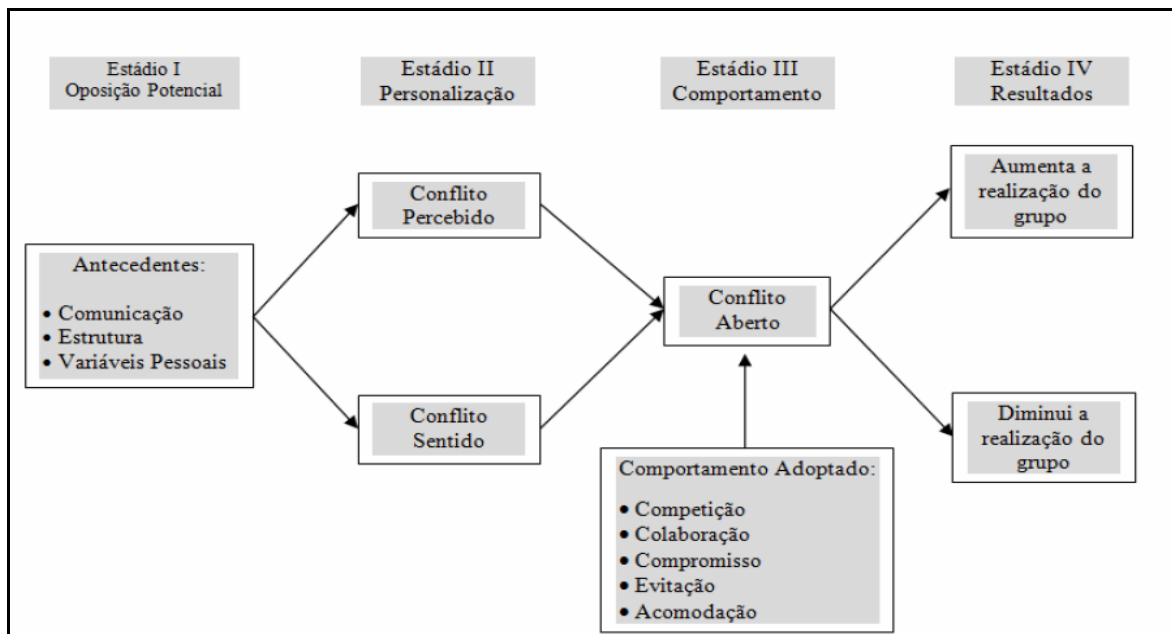 Estádio I
Oposição Potencial
Estádio II
Personalização
Estádio III
Comportamento
Estádio IV
Resultados
Antecedentes:
• Comunicação
• Estrutura
• Variáveis Pessoais
Conflito
Percebido
Conflito
Sentido
Conflito
Aberto
Comportamento Adoptado:
• Competição
• Colaboração
• Compromisso
• Evitação
• Acomodação
Aumenta a
realização do
grupo
Diminui a
realização do
grupo